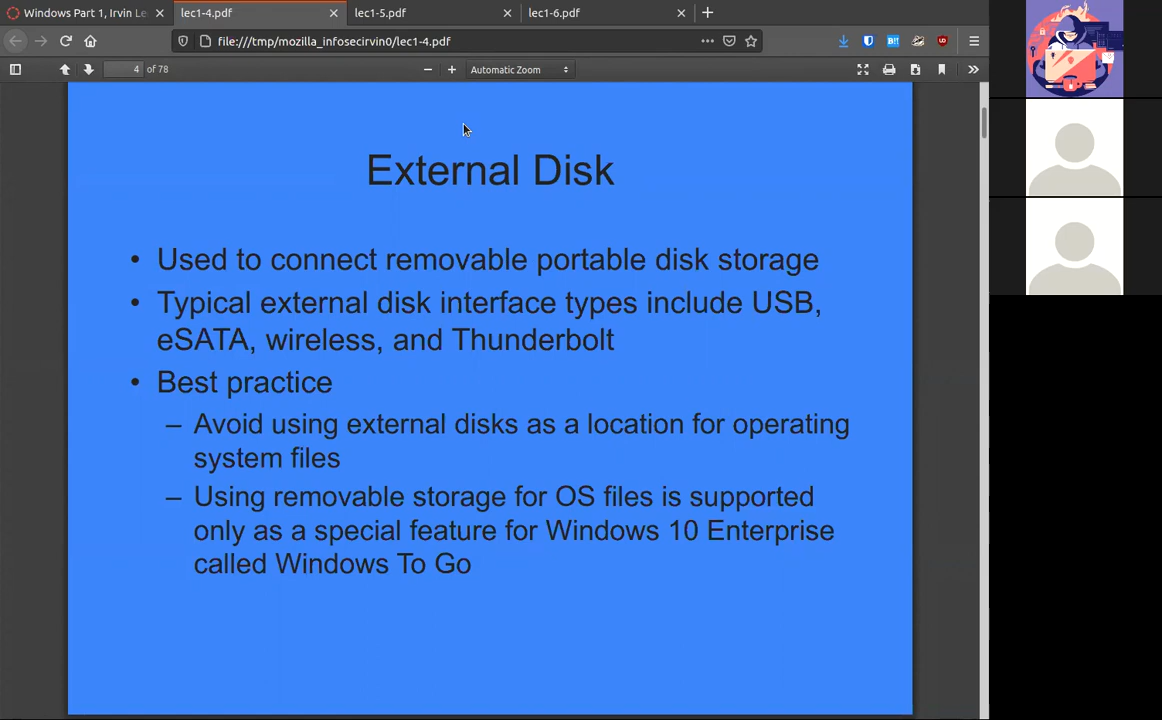 Windows Part 1, Irvin Le
lec1-4.pdf
lec1-5.pdf
lec1-6.pdf
file:///tmp/mozilla_infosecirvin0/lec1-4.pdf
4 of 78
Automatic Zoom
External Disk
• Used to connect removable portable disk storage
• Typical external disk interface types include USB,
eSATA, wireless, and Thunderbolt
• Best practice
– Avoid using external disks as a location for operating
system files
– Using removable storage for OS files is supported
only as a special feature for Windows 10 Enterprise
called Windows To Go